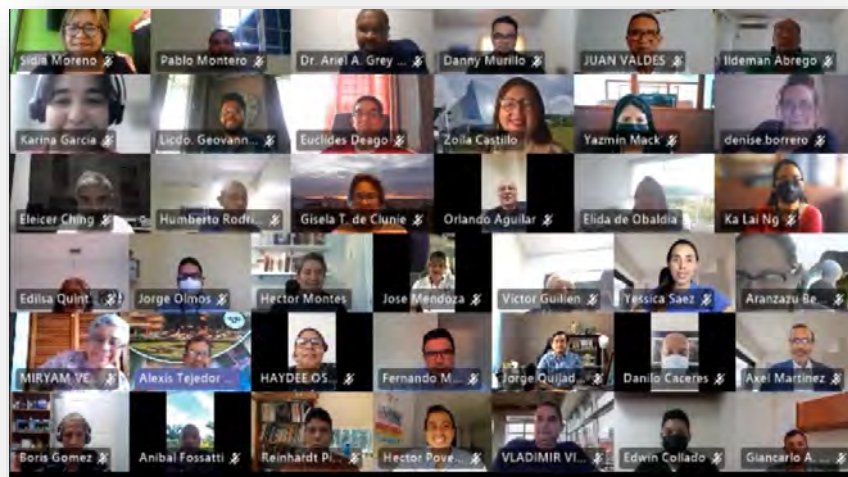 Sidia Moreno
Pablo Montero
Dr. Ariel A. Grey ...
Danny Murillo
JUAN VALDES
Ildeman Abrego
Karina Garcia
Licdo. Geovann...
Euclides Deago
Zoila Castillo
Yazmin Mack
denise.borrero
Eleicer Ching
Humberto Rodri...
Gisela T. de Clunie
Orlando Aguilar
Elida de Obaldia
Ka Lai Ng
Edilsa Quint...
Jorge Olmos
Hector Montes
Jose Mendoza
Victor Guillen
Yessica Saez
Aranzazu Be...
MIRYAM VE...
Alexis Tejedor ...
HAYDEE OS...
Fernando M...
Jorge Quijad...
Danilo Caceres
Axel Martinez
Boris Gomez
Anibal Fossatti
Reinhardt Pi...
Hector Pove...
VLADIMIR VI...
Edwin Collado
Giancarlo A. ...